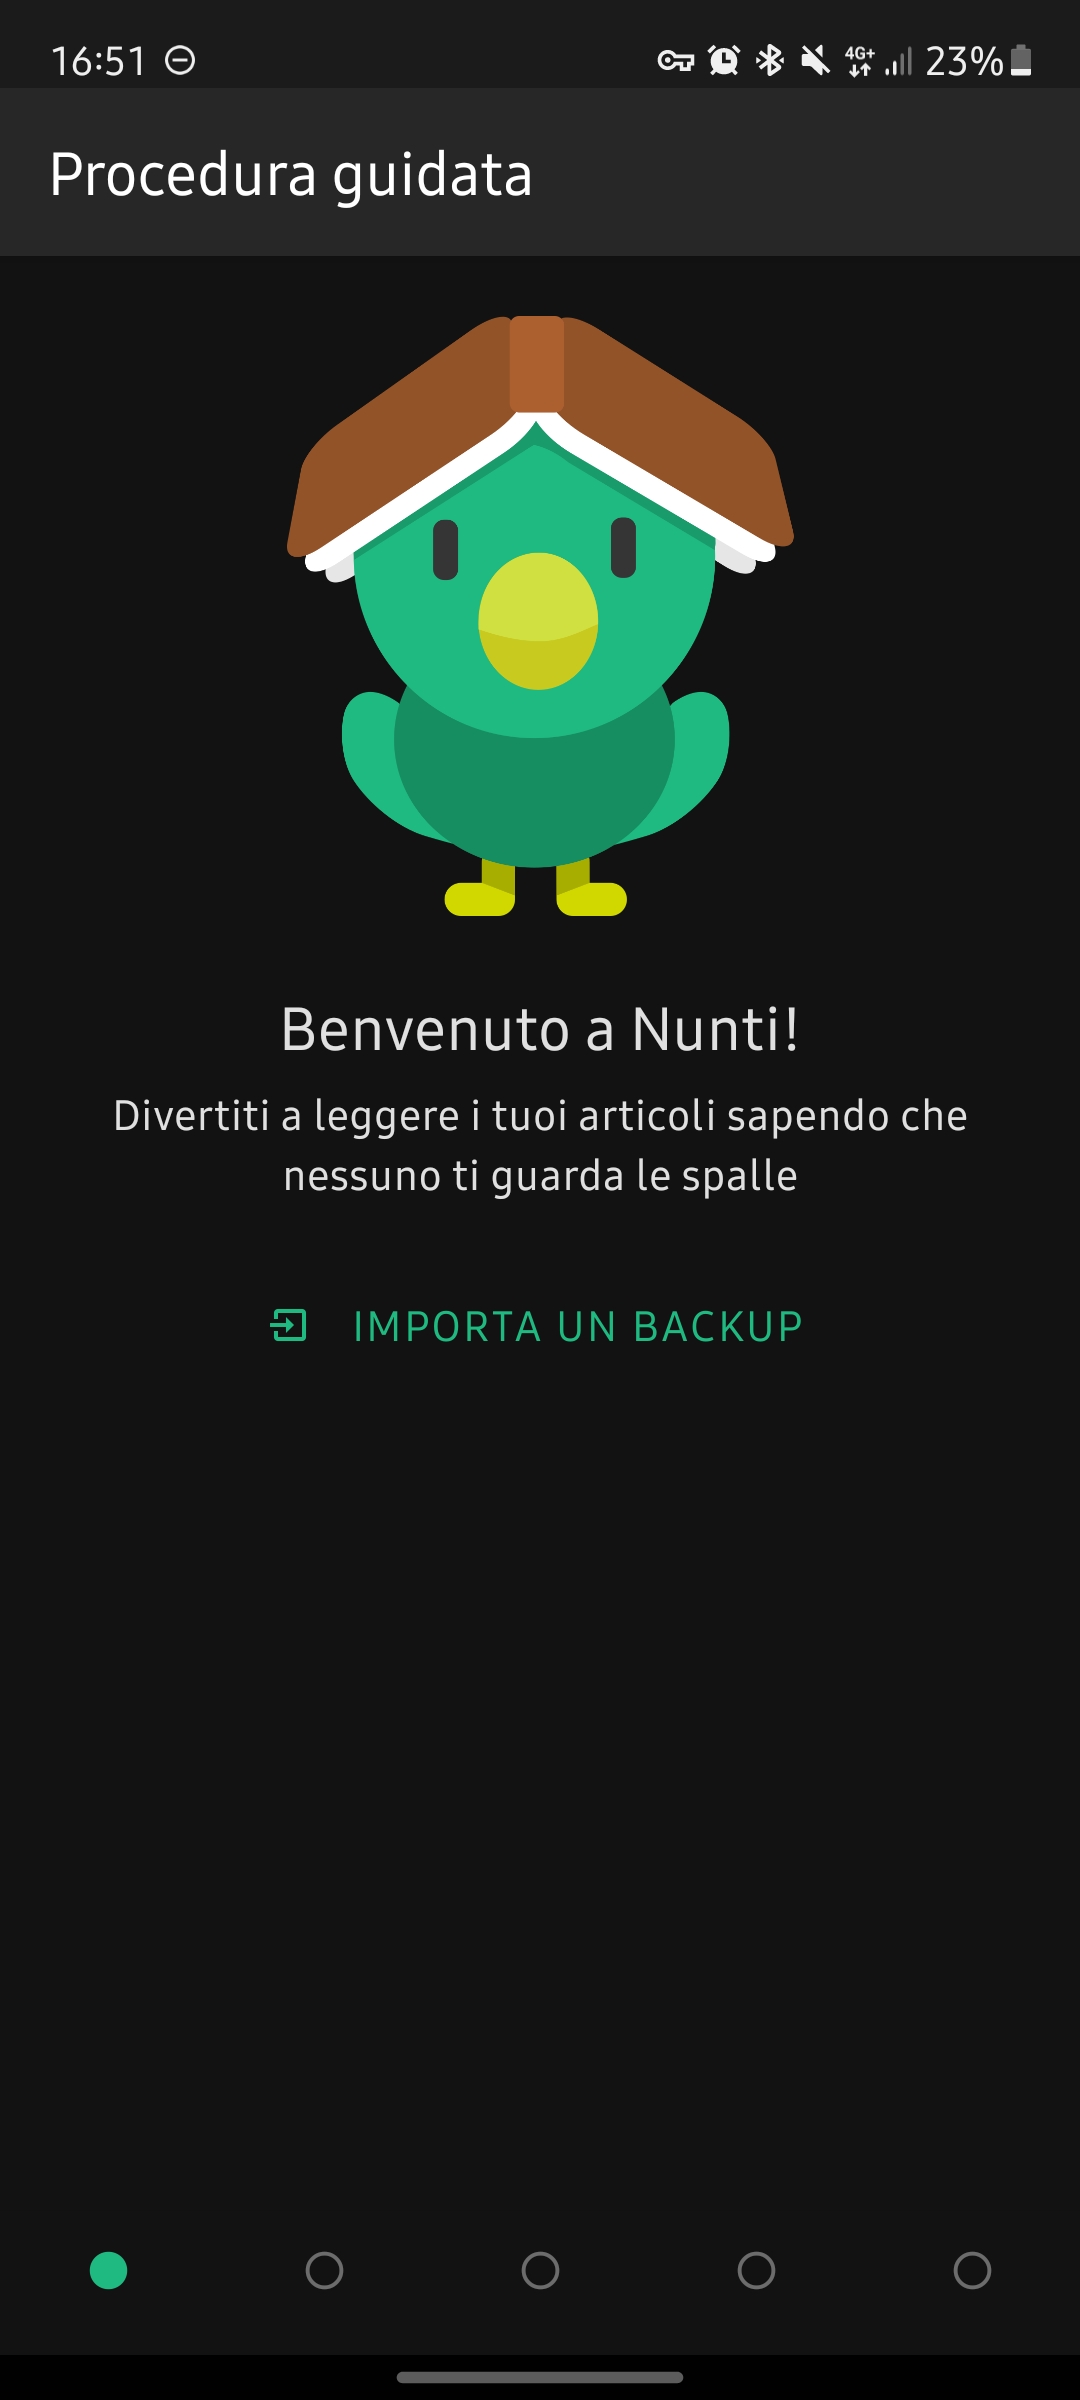 16:51
4G+
23%
Procedura guidata
Benvenuto a Nunti!
Divertiti a leggere i tuoi articoli sapendo che
nessuno ti guarda le spalle
IMPORTA UN BACKUP